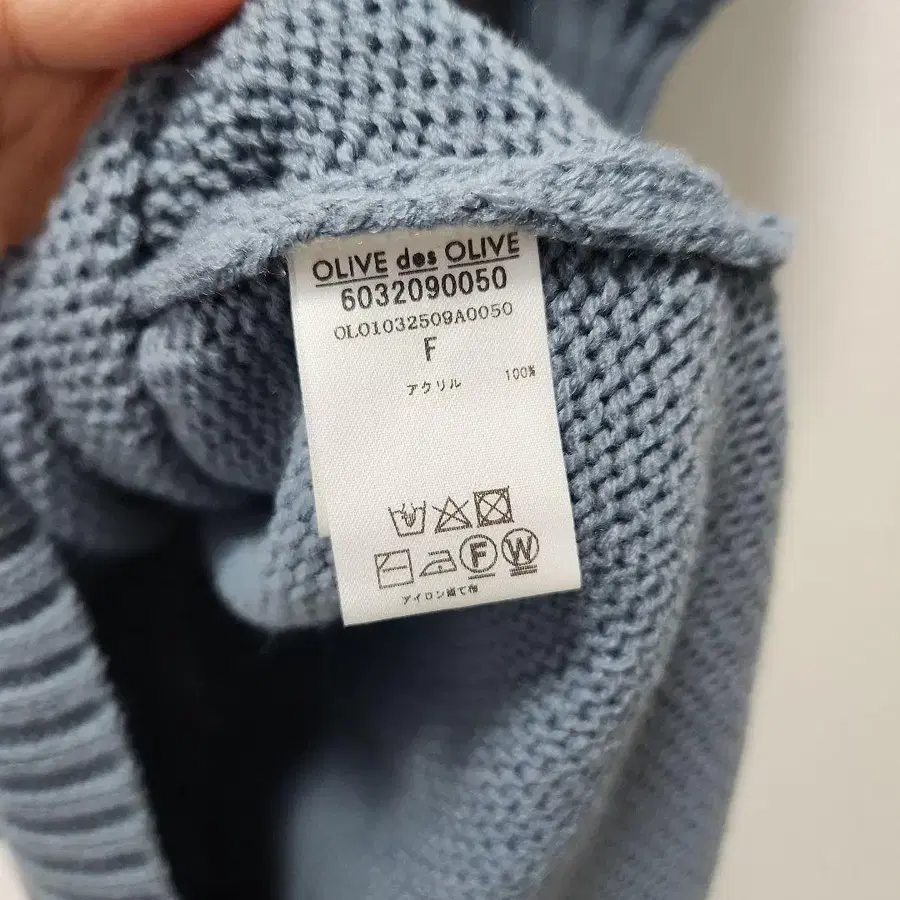 OLIVE des OLIVE
6032090050
OL01032509A0050
F
アクリル 100%
F W
アイロン当て布